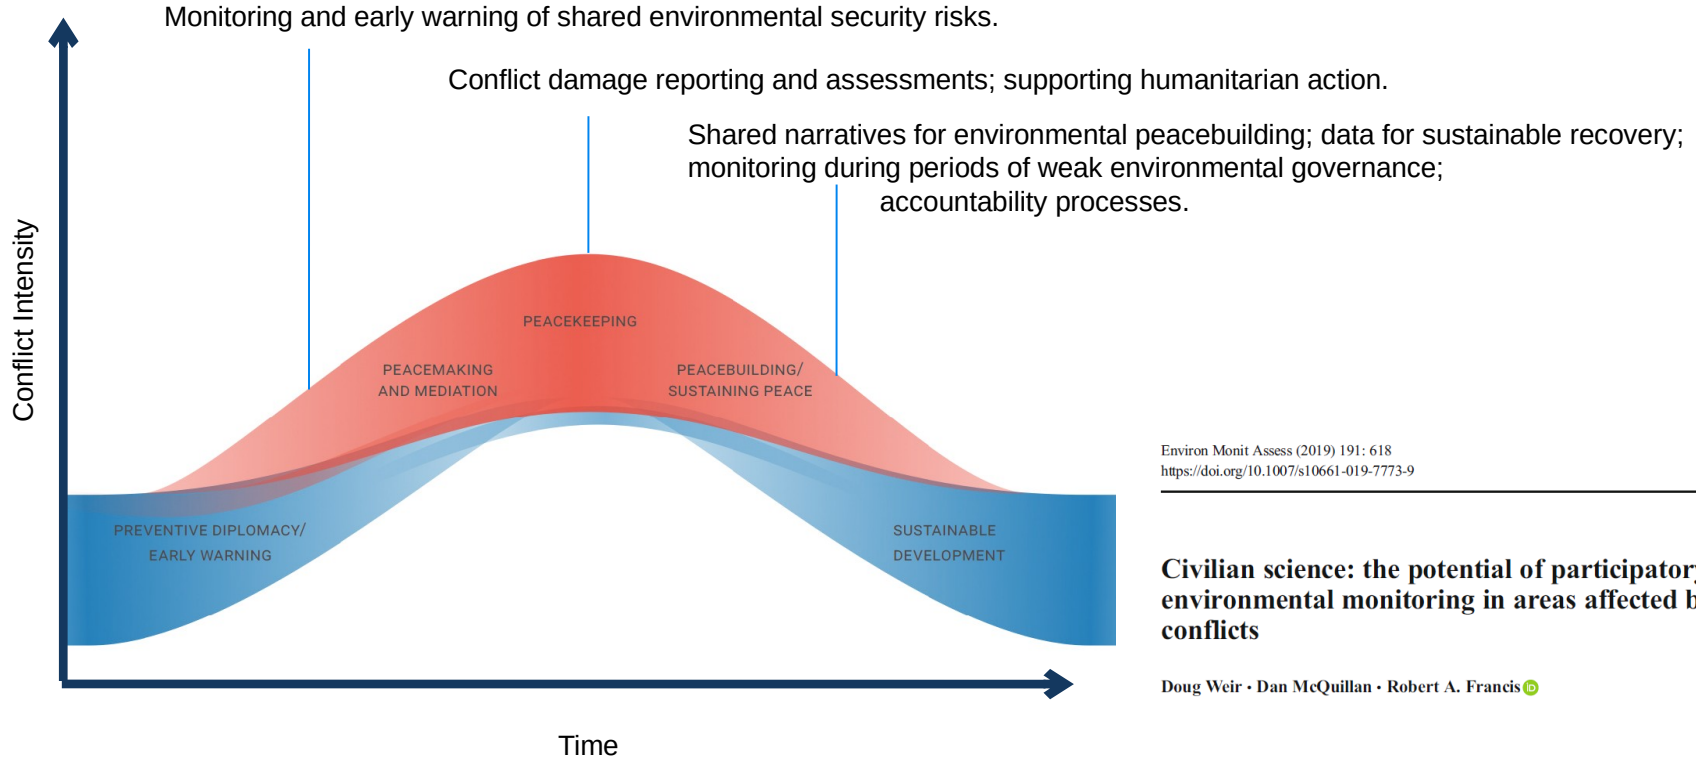 Monitoring and early warning of shared environmental security risks.
Conflict damage reporting and assessments; supporting humanitarian action.
Shared narratives for environmental peacebuilding; data for sustainable recovery;
monitoring during periods of weak environmental governance;
accountability processes.
Conflict Intensity
PEACEKEEPING
PEACEMAKING
AND MEDIATION
PEACEBUILDING/
SUSTAINING PEACE
PREVENTIVE DIPLOMACY/
EARLY WARNING
SUSTAINABLE
DEVELOPMENT
Time
Environ Monit Assess (2019) 191: 618
https://doi.org/10.1007/s10661-019-7773-9
Civilian science: the potential of participatory
environmental monitoring in areas affected
conflicts
Doug Weir • Dan McQuillan • Robert A. Francis iD